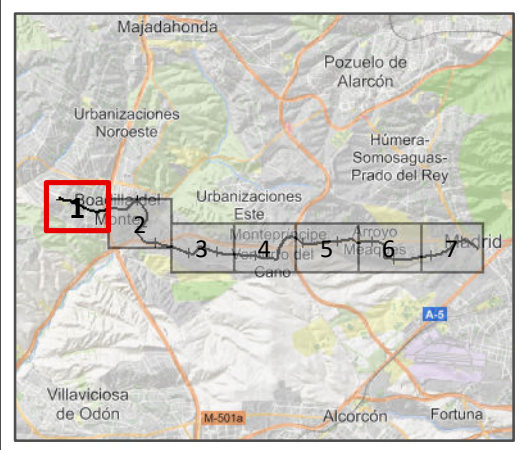 Majadahonda
Pozuelo de
Alarcón
Urbanizaciones
Noroeste
Húmera-
Somosaguas-
Prado del Rey
Boadilla del
Monte
1
2
Urbanizaciones
Este
Montepríncipe
Ventorro del
Cano
Arroyo
Meaques
Madrid
3
4
5
6
7
A-5
Villaviciosa
de Odón
M-501a
Alcorcón
Fortuna